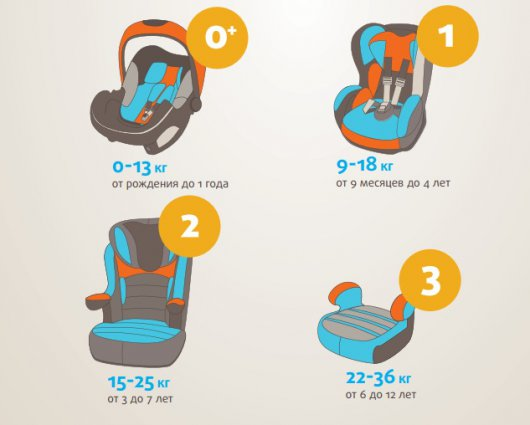 0+
0-13 кг
от рождения до 1 года
1
9-18 кг
от 9 месяцев до 4 лет
2
15-25 кг
от 3 до 7 лет
3
22-36 кг
от 6 до 12 лет